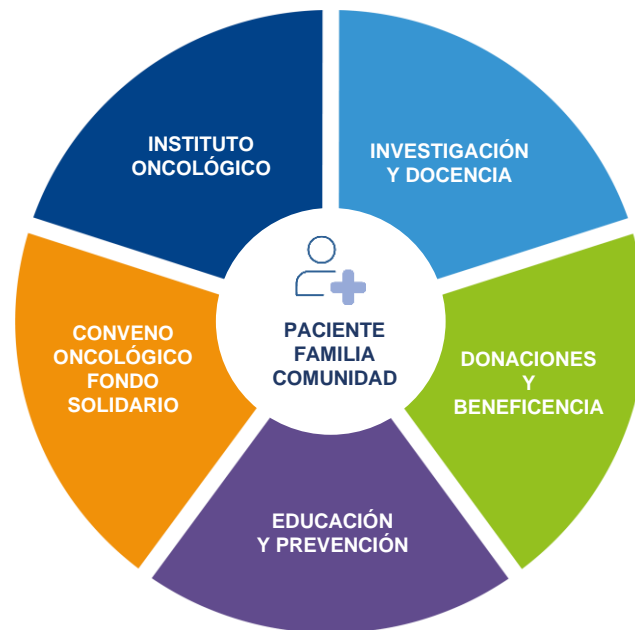 INSTITUTO
ONCOLÓGICO
INVESTIGACIÓN
Y DOCENCIA
PACIENTE
FAMILIA
COMUNIDAD
CONVENO
ONCOLÓGICO
FONDO
SOLIDARIO
DONACIONES
Y
BENEFICENCIA
EDUCACIÓN
Y PREVENCIÓN